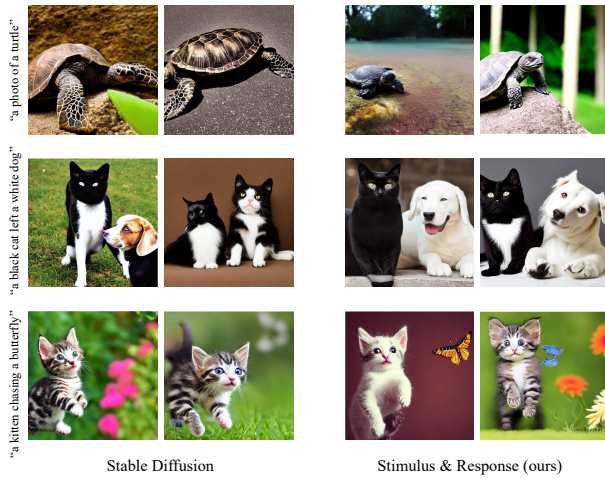 “a photo of a turtle”
“a black cat left a white dog”
“a kitten chasing a butterfly”
Stable Diffusion
Stimulus & Response (ours)